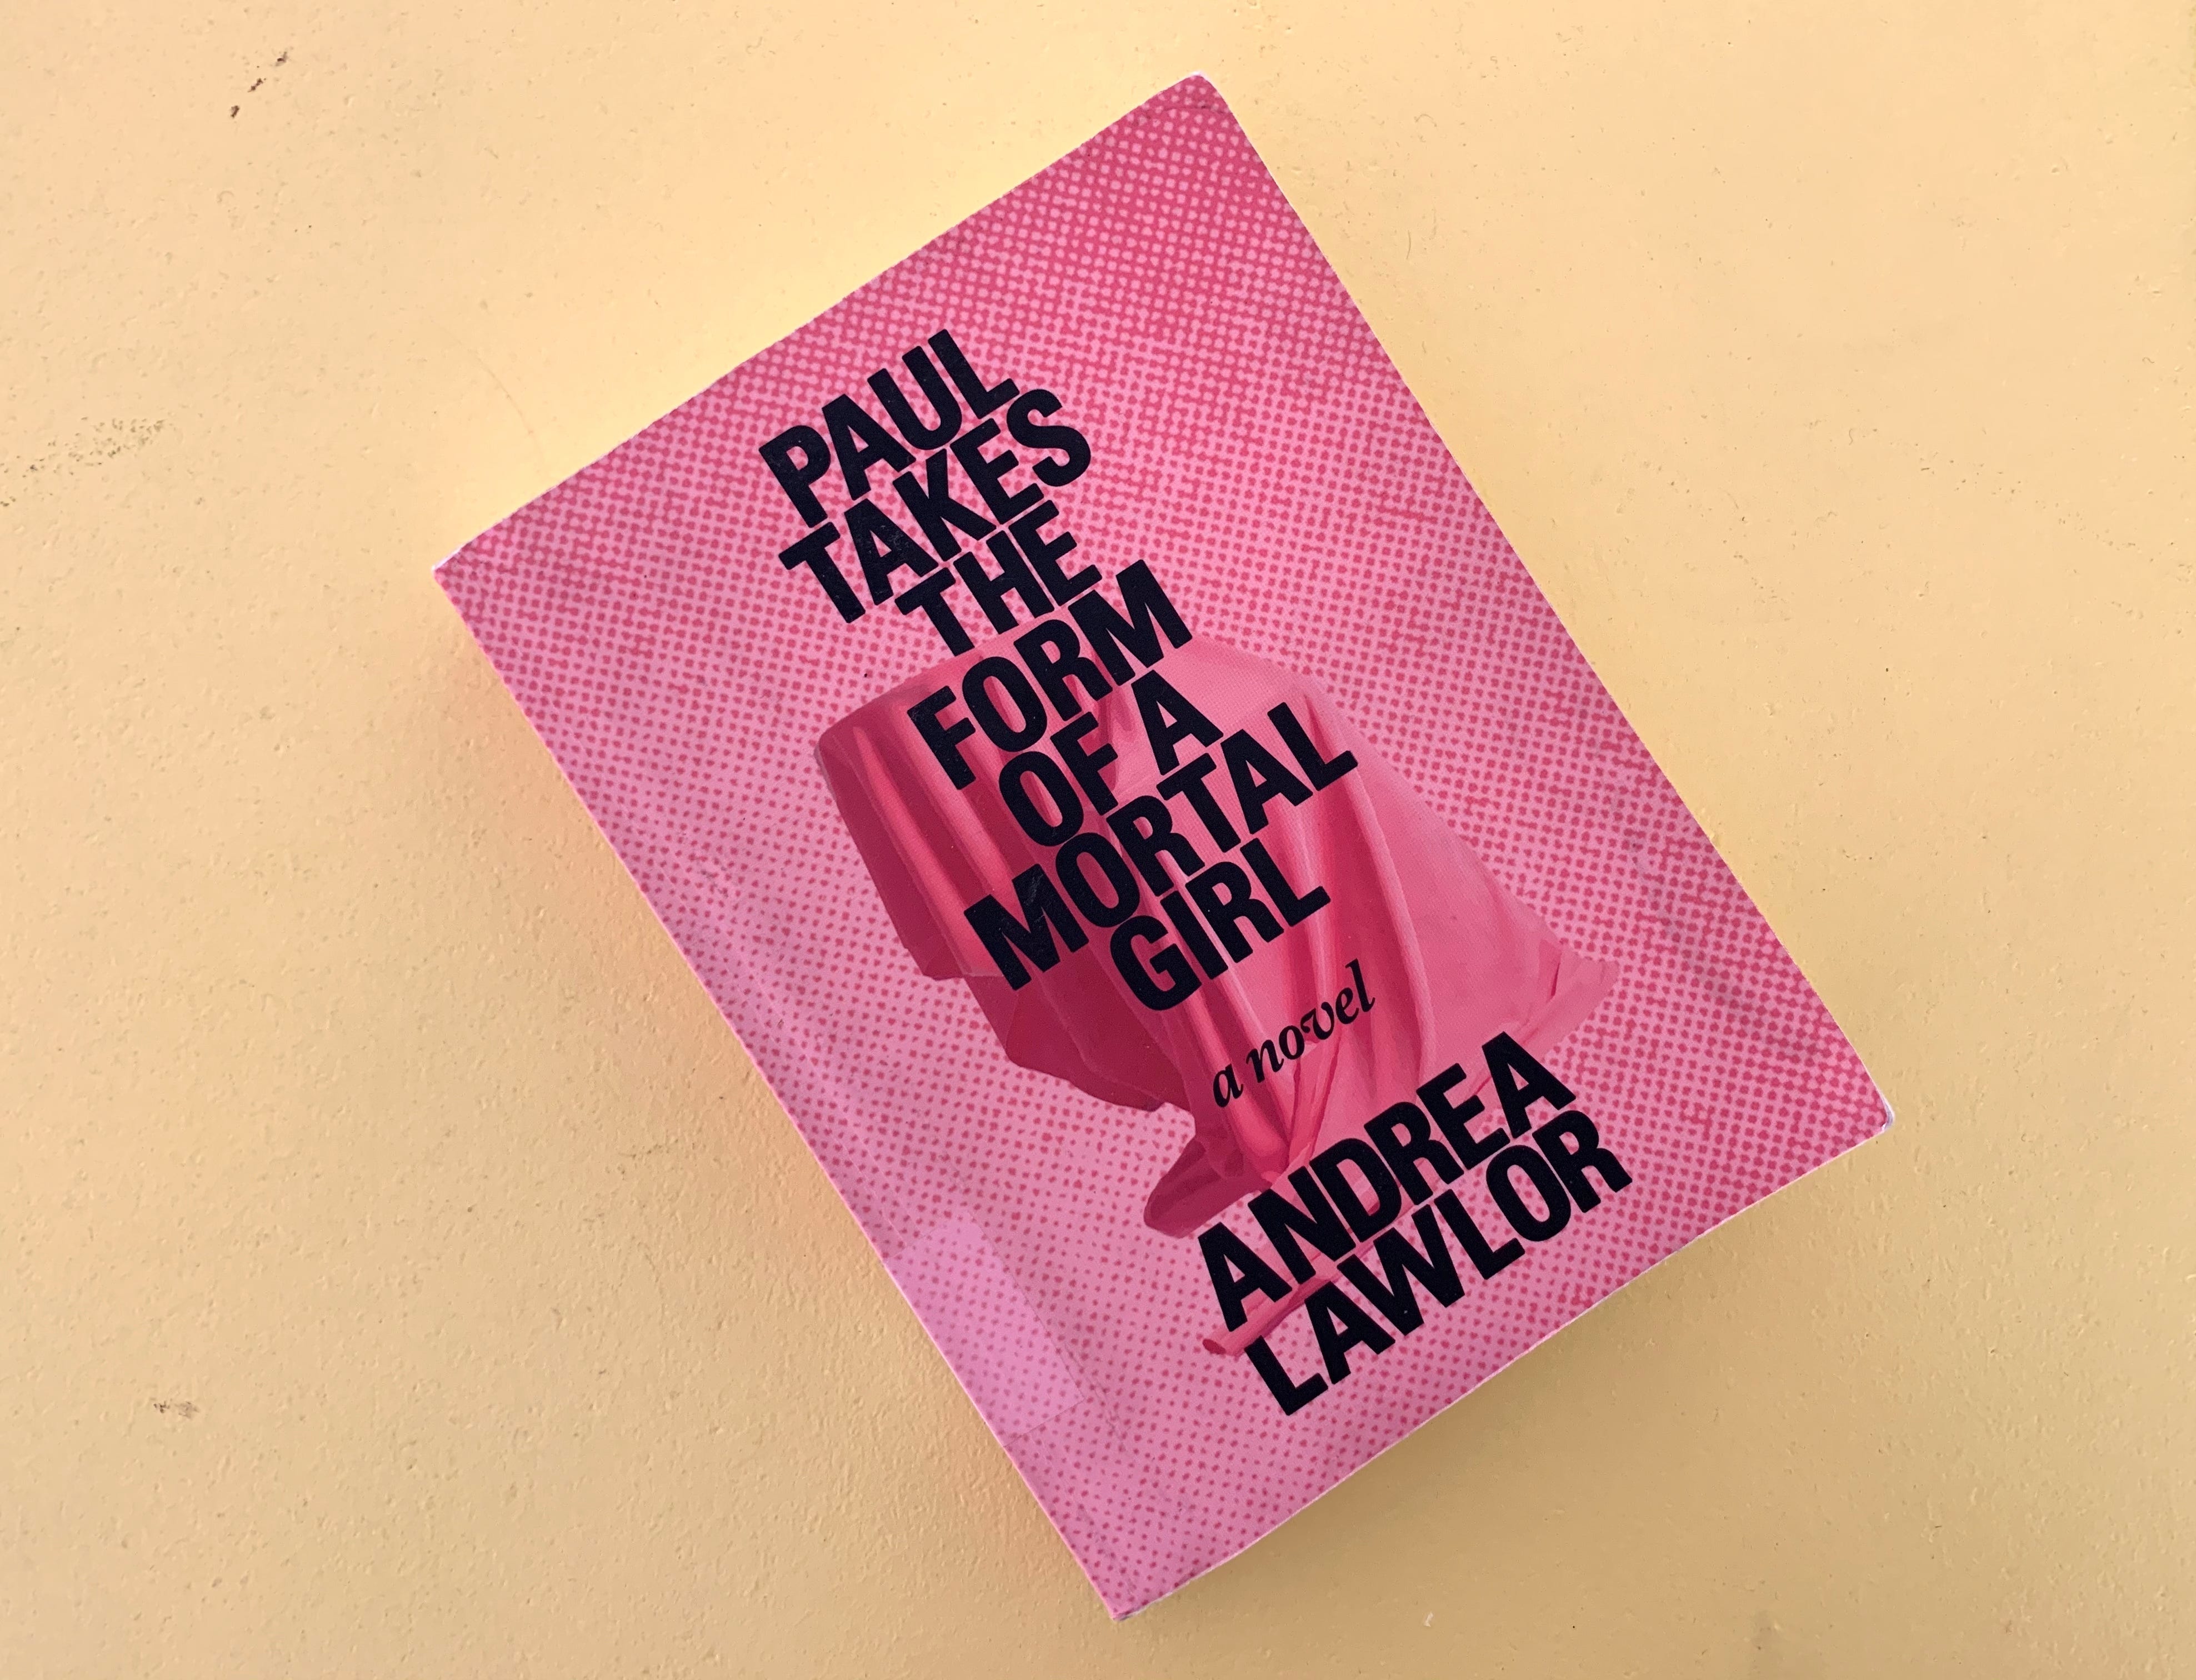 PAUL
TAKES
THE
FORM
OF A
MORTAL
GIRL
a novel
ANDREA
LAWLOR